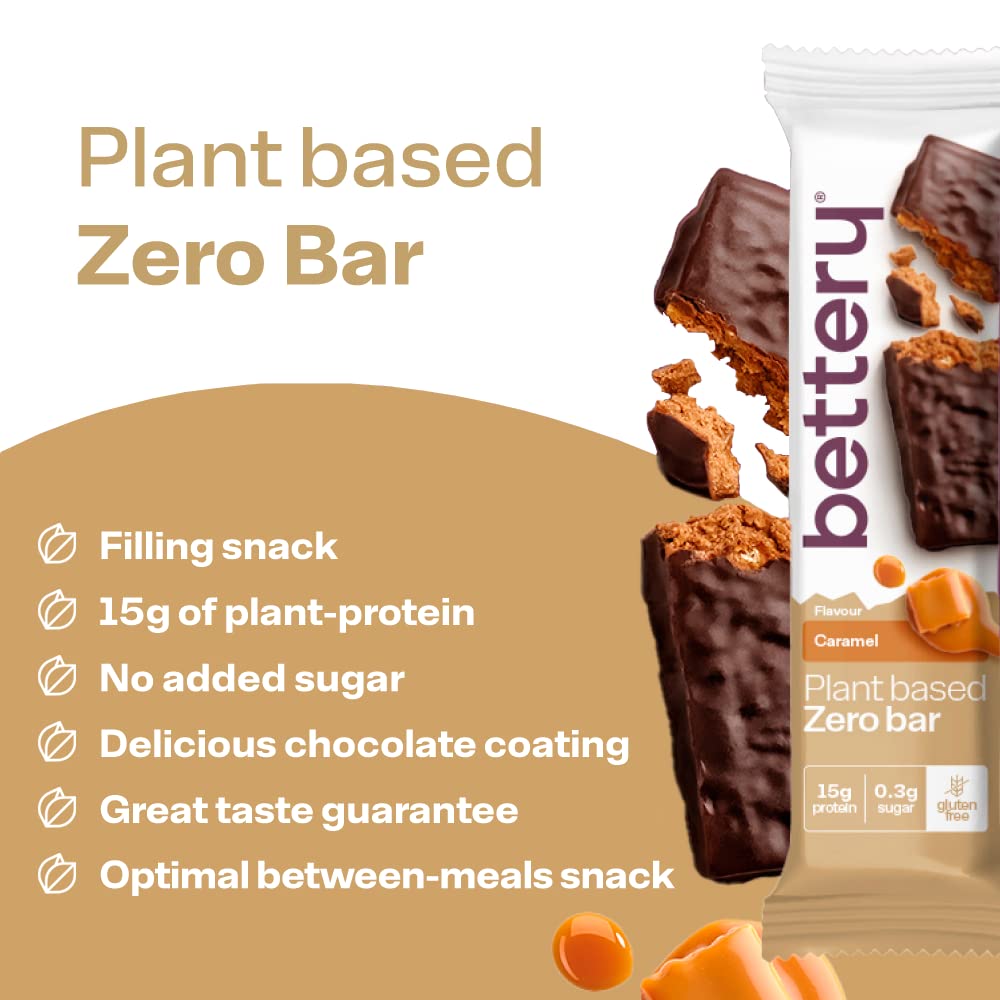 Plant based
Zero Bar
Filling snack
15g of plant-protein
No added sugar
Delicious chocolate coating
Great taste guarantee
Optimal between-meals snack
bettery®
Flavour
Caramel
Plant based
Zero bar
15g
protein
0.3g
sugar
gluten
free